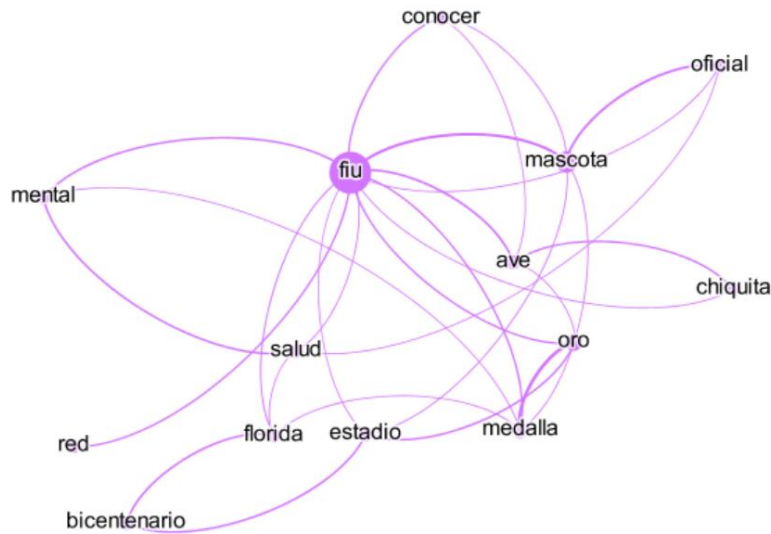 conocer
oficial
mascota
fiu
mental
ave
chiquita
oro
salud
medalla
estadio
florida
red
bicentenario